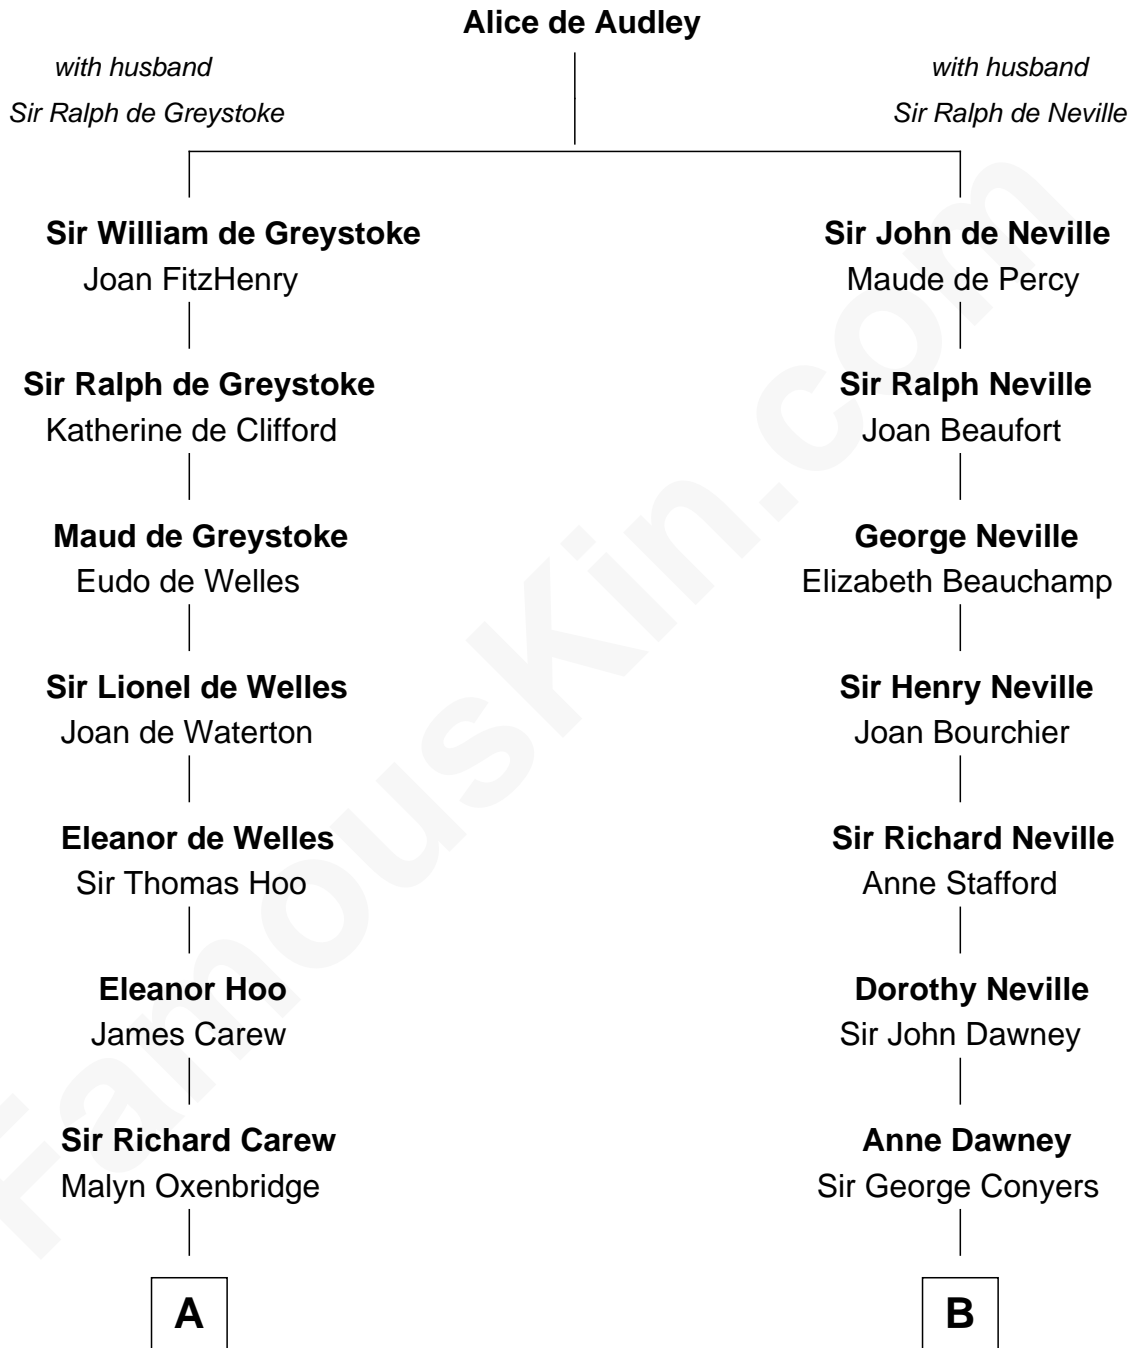 Alice de Audley
with husband
Sir Ralph de Greystoke
with husband
Sir Ralph de Neville
Sir William de Greystoke
Joan FitzHenry
Sir Ralph de Greystoke
Katherine de Clifford
Maud de Greystoke
Eudo de Welles
Sir Lionel de Welles
Joan de Waterton
Eleanor de Welles
Sir Thomas Hoo
Eleanor Hoo
James Carew
Sir Richard Carew
Malyn Oxenbridge
A
Sir John de Neville
Maude de Percy
Sir Ralph Neville
Joan Beaufort
George Neville
Elizabeth Beauchamp
Sir Henry Neville
Joan Bourchier
Sir Richard Neville
Anne Stafford
Dorothy Neville
Sir John Dawney
Anne Dawney
Sir George Conyers
B
FamousKin.com